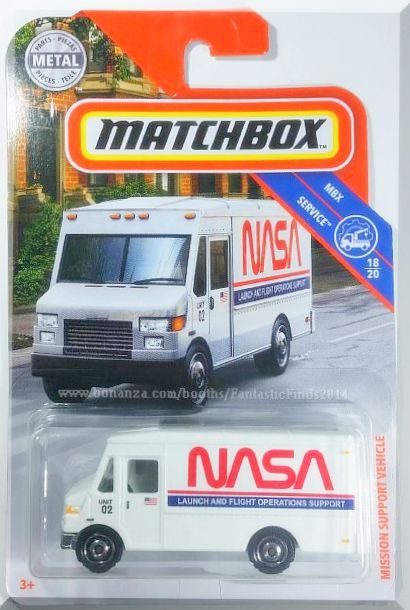 PARTS · PIEZAS
METAL
PIÈCES · TEILE
MATCHBOX™
MBX
SERVICE™
18
20
NASA
LAUNCH AND FLIGHT OPERATIONS SUPPORT
UNIT
02
www.bonanza.com/booths/FantasticFinds2014
NASA
LAUNCH AND FLIGHT OPERATIONS SUPPORT
UNIT
02
MISSION SUPPORT VEHICLE
3+